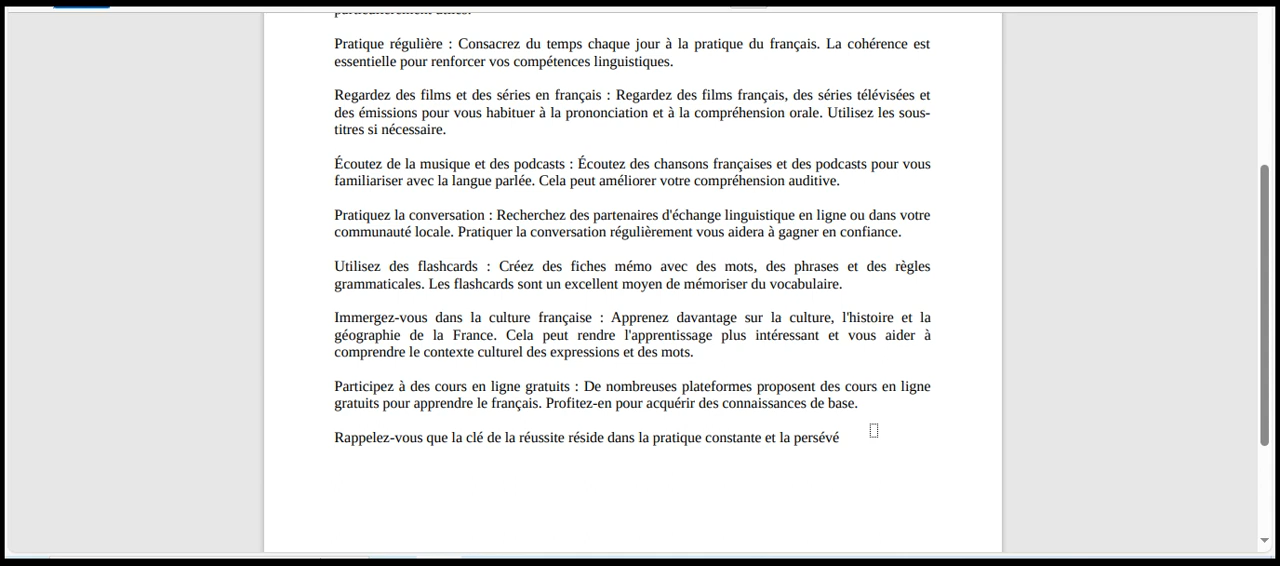 Pratique régulière : Consacrez du temps chaque jour à la pratique du français. La cohérence est
essentielle pour renforcer vos compétences linguistiques.
Regardez des films et des séries en français : Regardez des films français, des séries télévisées et
des émissions pour vous habituer à la prononciation et à la compréhension orale. Utilisez les sous-
titres si nécessaire.
Écoutez de la musique et des podcasts : Écoutez des chansons françaises et des podcasts pour vous
familiariser avec la langue parlée. Cela peut améliorer votre compréhension auditive.
Pratiquez la conversation : Recherchez des partenaires d'échange linguistique en ligne ou dans votre
communauté locale. Pratiquer la conversation régulièrement vous aidera à gagner en confiance.
Utilisez des flashcards : Créez des fiches mémo avec des mots, des phrases et des règles
grammaticales. Les flashcards sont un excellent moyen de mémoriser du vocabulaire.
Immergez-vous dans la culture française : Apprenez davantage sur la culture, l'histoire et la
géographie de la France. Cela peut rendre l'apprentissage plus intéressant et vous aider à
comprendre le contexte culturel des expressions et des mots.
Participez à des cours en ligne gratuits : De nombreuses plateformes proposent des cours en ligne
gratuits pour apprendre le français. Profitez-en pour acquérir des connaissances de base.
Rappelez-vous que la clé de la réussite réside dans la pratique constante et la persévé